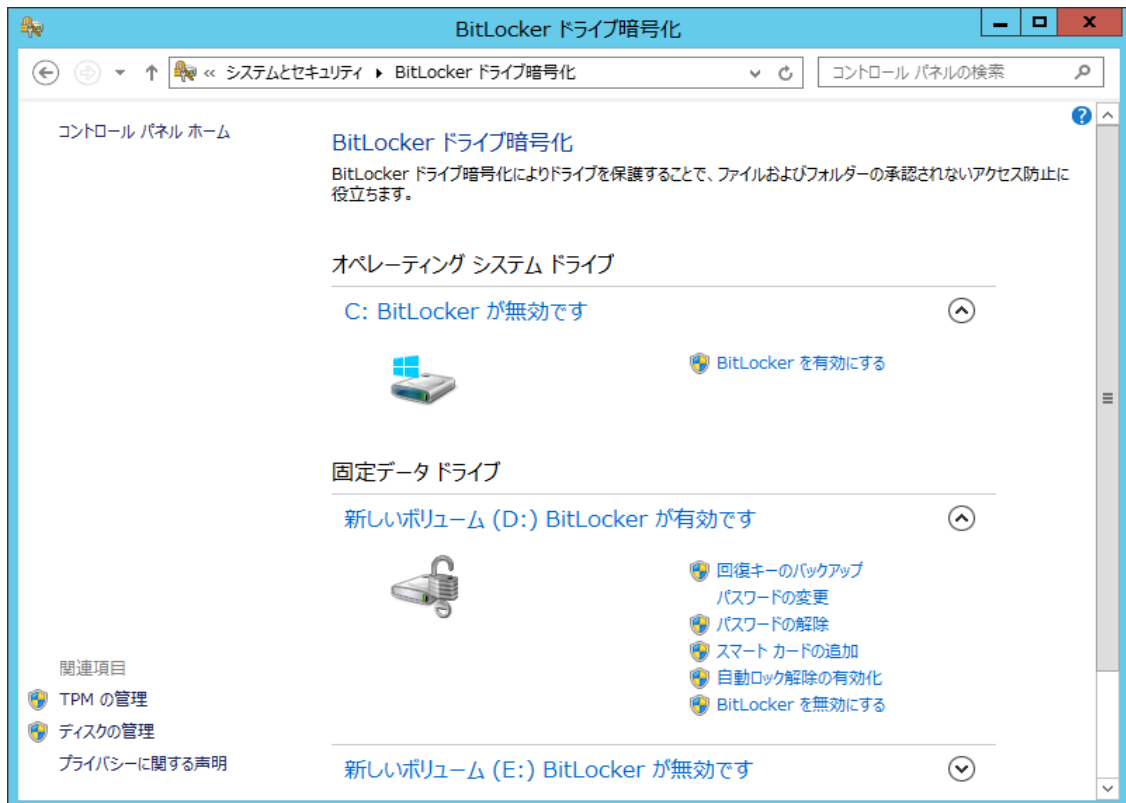 BitLocker ドライブ暗号化
« システムとセキュリティ ▸ BitLocker ドライブ暗号化
コントロール パネルの検索
コントロール パネル ホーム
BitLocker ドライブ暗号化
BitLocker ドライブ暗号化によりドライブを保護することで、ファイルおよびフォルダーの承認されないアクセス防止に
役立ちます。
オペレーティング システム ドライブ
C: BitLocker が無効です
BitLocker を有効にする
固定データ ドライブ
新しいボリューム (D:) BitLocker が有効です
回復キーのバックアップ
パスワードの変更
パスワードの解除
スマート カードの追加
自動ロック解除の有効化
BitLocker を無効にする
新しいボリューム (E:) BitLocker が無効です
関連項目
TPM の管理
ディスクの管理
プライバシーに関する声明